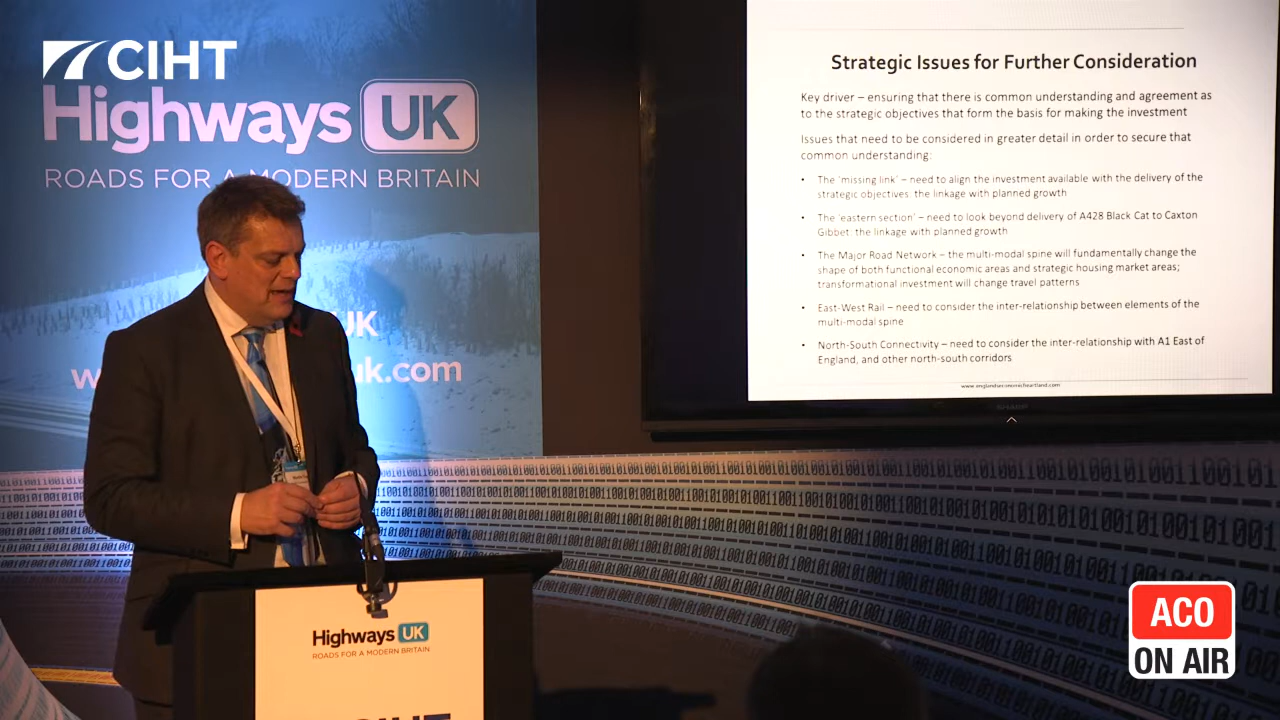 CIHT
Highways UK
ROADS FOR A MODERN BRITAIN
UK
uk.com
Strategic Issues for Further Consideration
Key driver – ensuring that there is common understanding and agreement as
to the strategic objectives that form the basis for making the investment
Issues that need to be considered in greater detail in order to secure that
common understanding:
• The 'missing link' – need to align the investment available with the delivery of the
strategic objectives: the linkage with planned growth
• The 'eastern section' – need to look beyond delivery of A428 Black Cat to Caxton
Gibbet: the linkage with planned growth
• The Major Road Network – the multi-modal spine will fundamentally change the
shape of both functional economic areas and strategic housing market areas;
transformational investment will change travel patterns
• East-West Rail – need to consider the inter-relationship between elements of the
multi-modal spine
• North-South Connectivity – need to consider the inter-relationship with A1 East of
England, and other north-south corridors
www.englandseconomicheartland.com
SHARP
Highways UK
ROADS FOR A MODERN BRITAIN
CIHT
ACO
ON AIR